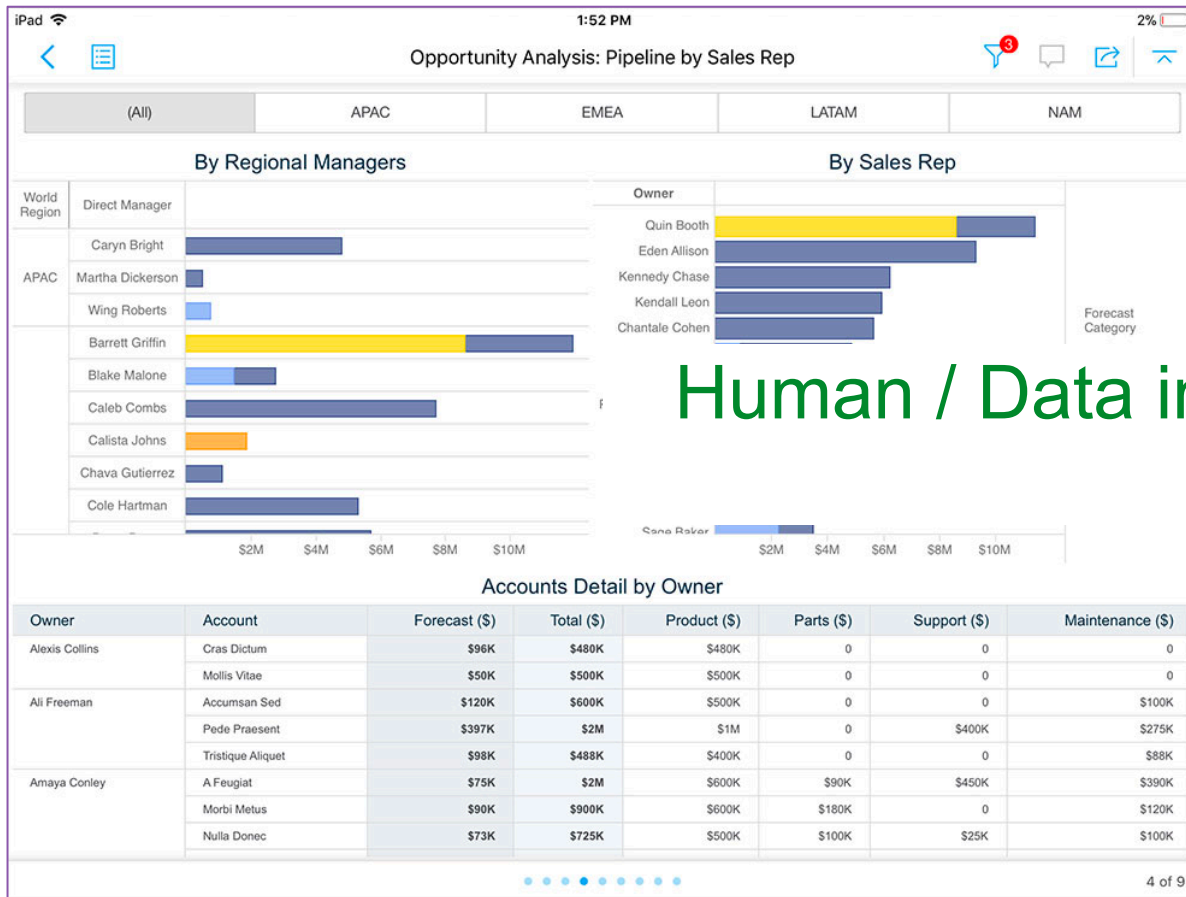 iPad 1:52 PM 2%
Opportunity Analysis: Pipeline by Sales Rep 3
(All) APAC EMEA LATAM NAM
By Regional Managers
World Region Direct Manager
APAC
Caryn Bright
Martha Dickerson
Wing Roberts
Barrett Griffin
Blake Malone
Caleb Combs
Calista Johns
Chava Gutierrez
Cole Hartman
$2M $4M $6M $8M $10M
By Sales Rep
Owner
Quin Booth
Eden Allison
Kennedy Chase
Kendall Leon
Chantale Cohen
Sage Baker
$2M $4M $6M $8M $10M
Forecast
Category
Human / Data
Accounts Detail by Owner
Owner Account Forecast ($) Total ($) Product ($) Parts ($) Support ($) Maintenance ($)
Alexis Collins Cras Dictum $96K $480K $480K 0 0 0
Mollis Vitae $50K $500K $500K 0 0 0
Ali Freeman Accumsan Sed $120K $600K $500K 0 0 $100K
Pede Praesent $397K $2M $1M 0 $400K $275K
Tristique Aliquet $98K $488K $400K 0 0 $88K
Amaya Conley A Feugiat $75K $2M $600K $90K $450K $390K
Morbi Metus $90K $900K $600K $180K 0 $120K
Nulla Donec $73K $725K $500K $100K $25K $100K
4 of 9